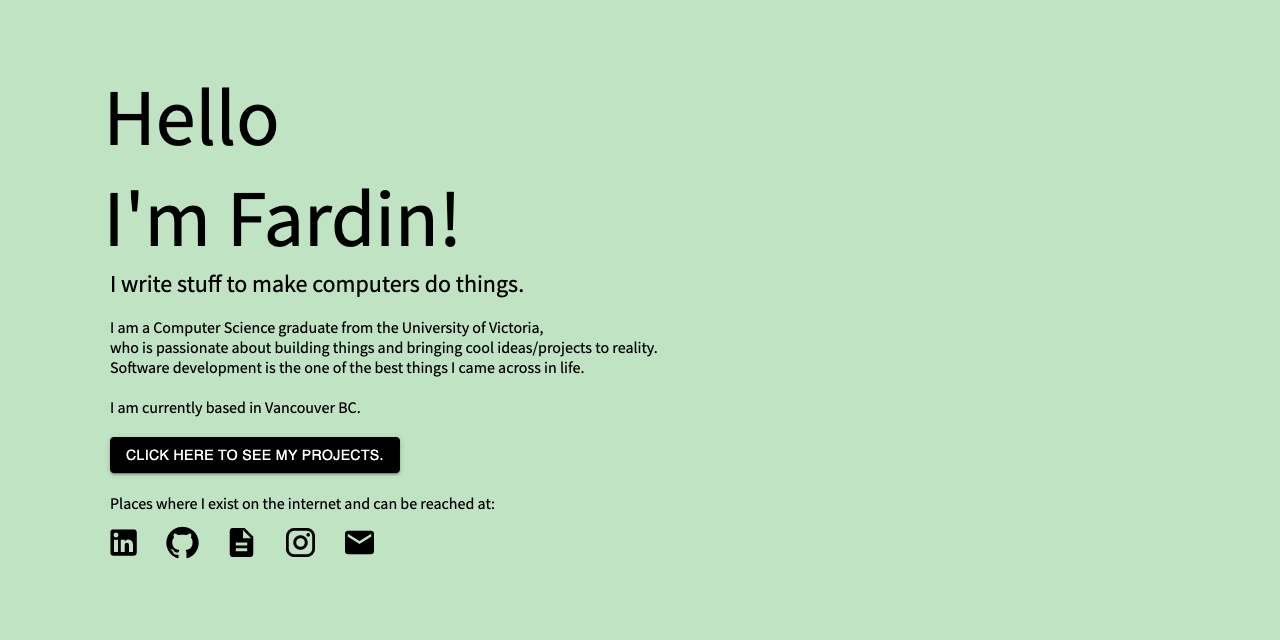 Hello
I'm Fardin!
I write stuff to make computers do things.
I am a Computer Science graduate from the University of Victoria,
who is passionate about building things and bringing cool ideas/projects to reality.
Software development is the one of the best things I came across in life.
I am currently based in Vancouver BC.
CLICK HERE TO SEE MY PROJECTS.
Places where I exist on the internet and can be reached at: